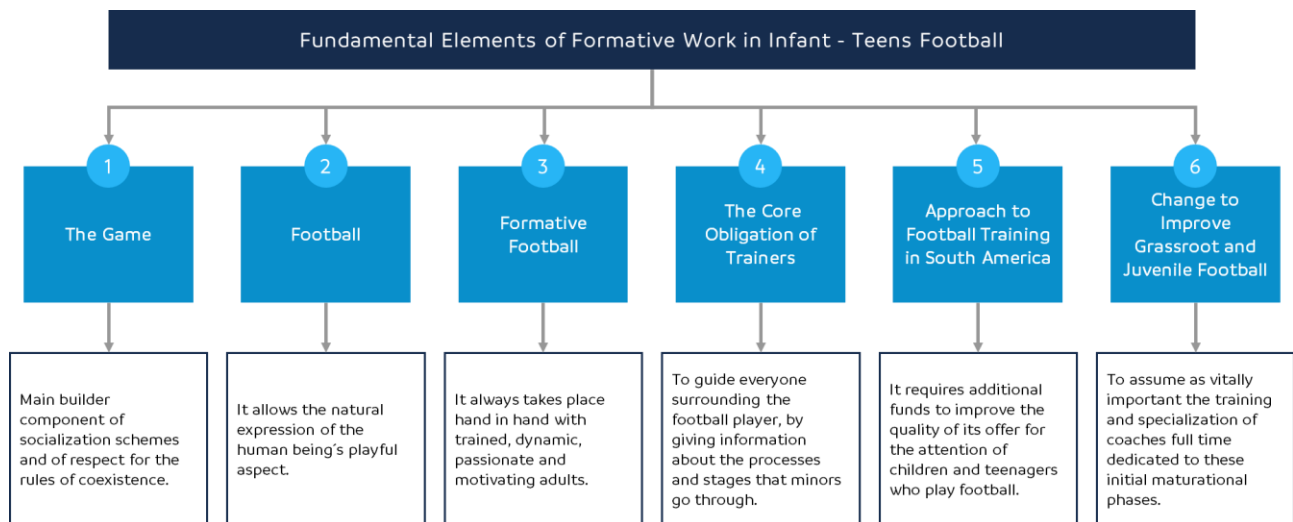 Fundamental Elements of Formative Work in Infant - Teens Football
1
The Game
Main builder
component of
socialization schemes
and of respect for the
rules of coexistence.
2
Football
It allows the natural
expression of the
human being´s playful
aspect.
3
Formative
Football
It always takes place
hand in hand with
trained, dynamic,
passionate and
motivating adults.
4
The Core
Obligation of
Trainers
To guide everyone
surrounding the
football player, by
giving information
about the processes
and stages that minors
go through.
5
Approach to
Football Training
in South America
It requires additional
funds to improve the
quality of its offer for
the attention of
children and teenagers
who play football.
6
Change to
Improve
Grassroot and
Juvenile Football
To assume as vitally
important the training
and specialization of
coaches full time
dedicated to these
initial maturational
phases.